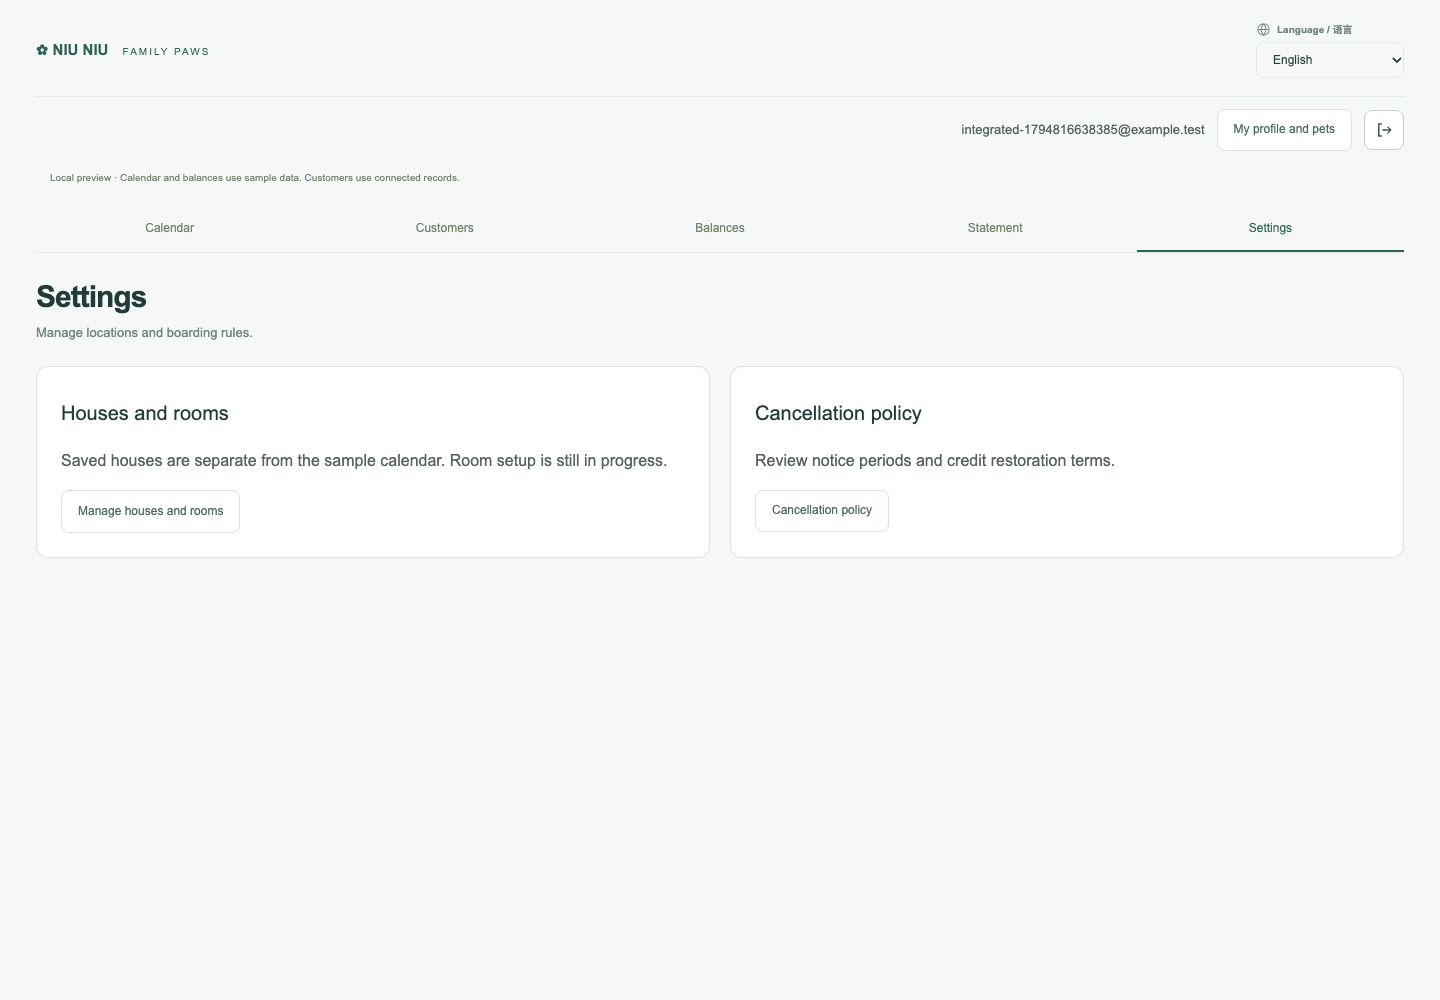 ✿ NIU NIU FAMILY PAWS
Language / 语言
English
integrated-1794816638385@example.test
My profile and pets
Local preview · Calendar and balances use sample data. Customers use connected records.
Calendar Customers Balances Statement Settings
Settings
Manage locations and boarding rules.
Houses and rooms
Saved houses are separate from the sample calendar. Room setup is still in progress.
Manage houses and rooms
Cancellation policy
Review notice periods and credit restoration terms.
Cancellation policy